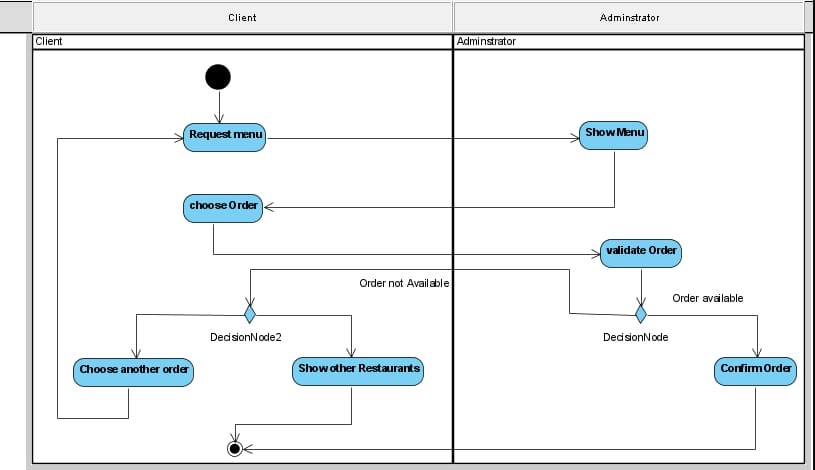 Client
Adminstrator
Client
Adminstrator
Request menu
Show Menu
choose Order
validate Order
Order not Available
Order available
DecisionNode2
DecisionNode
Choose another order
Show other Restaurants
Confirm Order